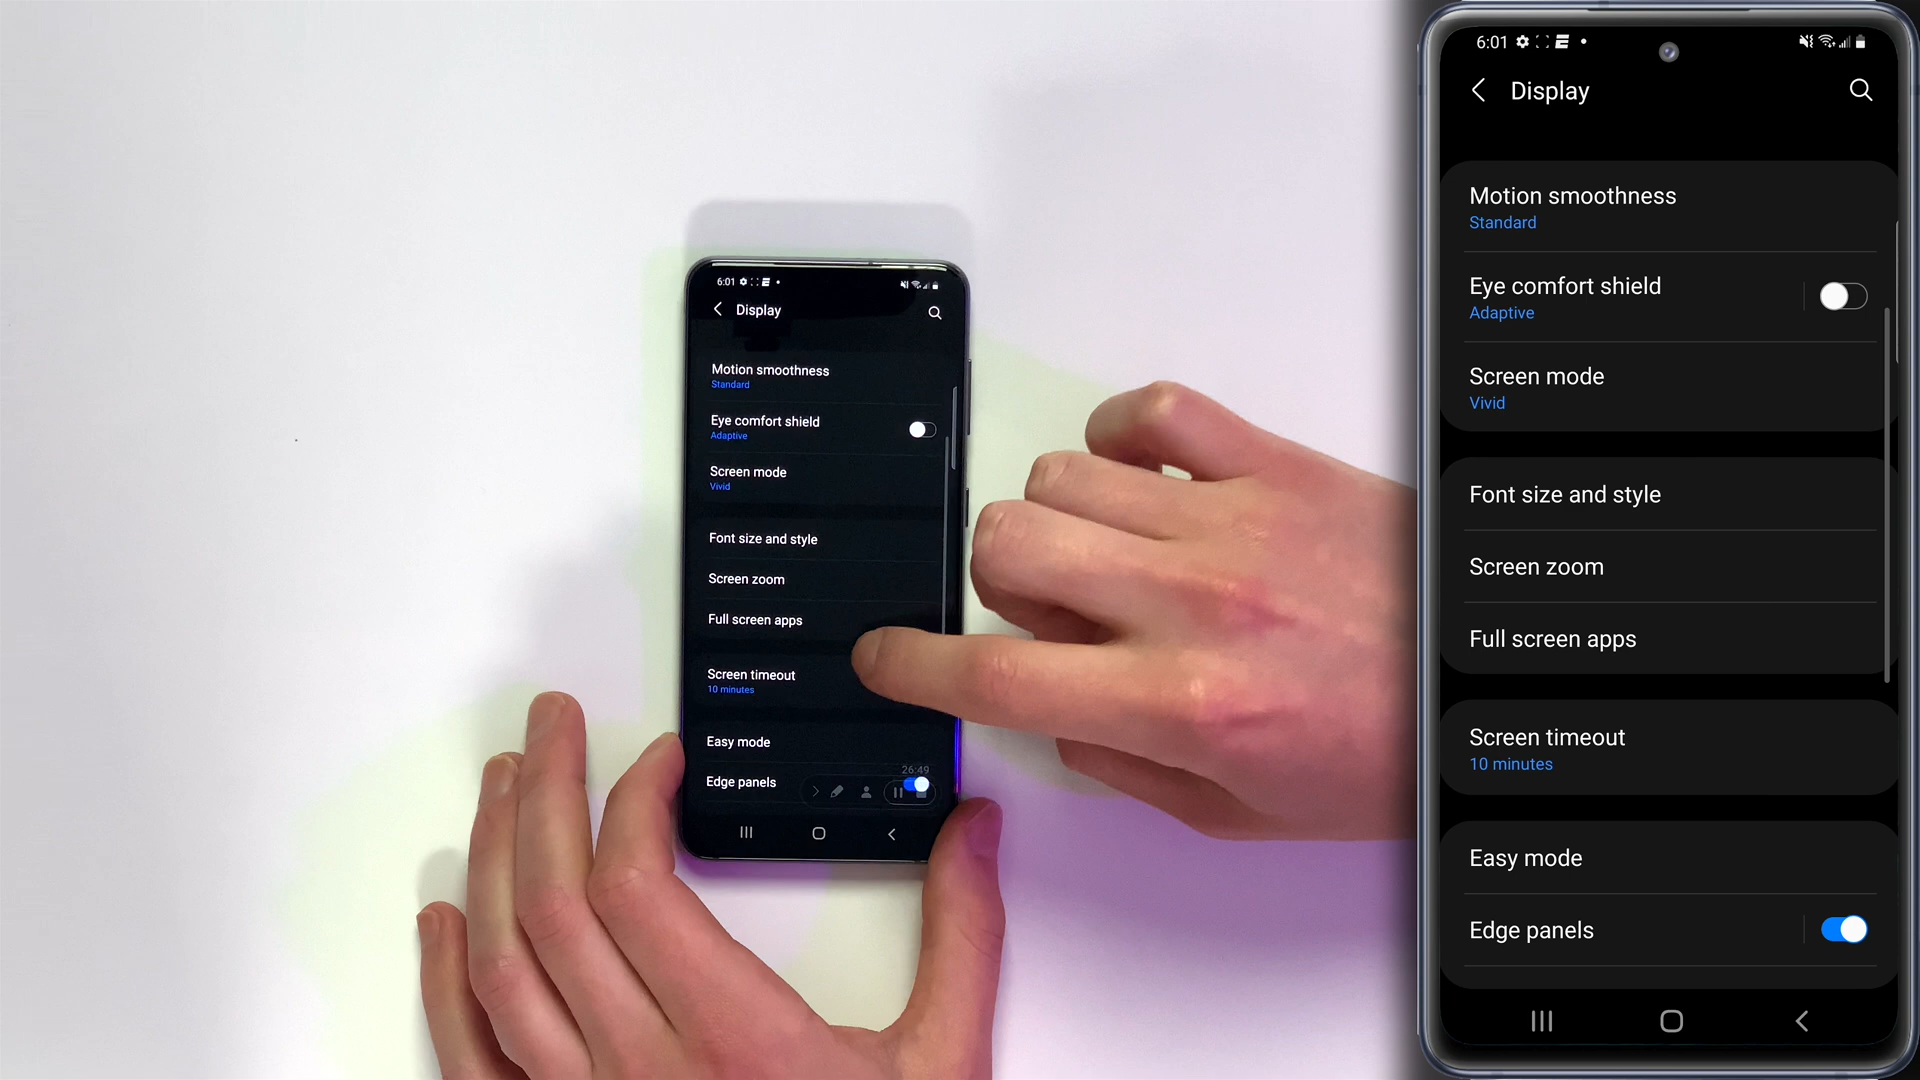 6:01
Display
Motion smoothness
Standard
Eye comfort shield
Adaptive
Screen mode
Vivid
Font size and style
Screen zoom
Full screen apps
Screen timeout
10 minutes
Easy mode
26:49
Edge panels
6:01
Display
Motion smoothness
Standard
Eye comfort shield
Adaptive
Screen mode
Vivid
Font size and style
Screen zoom
Full screen apps
Screen timeout
10 minutes
Easy mode
Edge panels